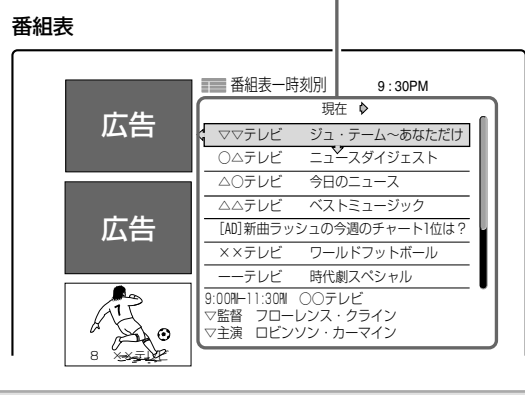 番組表
番組表ー時刻別 9:30PM
現在
広告
▽▽テレビ ジュ・テーム〜あなただけ
○△テレビ ニュースダイジェスト
△○テレビ 今日のニュース
△△テレビ ベストミュージック
広告
[AD]新曲ラッシュの今週のチャート1位は?
××テレビ ワールドフットボール
ーーテレビ 時代劇スペシャル
9:00PM−11:30PM ○○テレビ
▽監督 フローレンス・クライン
▽主演 ロビンソン・カーマイン
7
8 ××テレビ